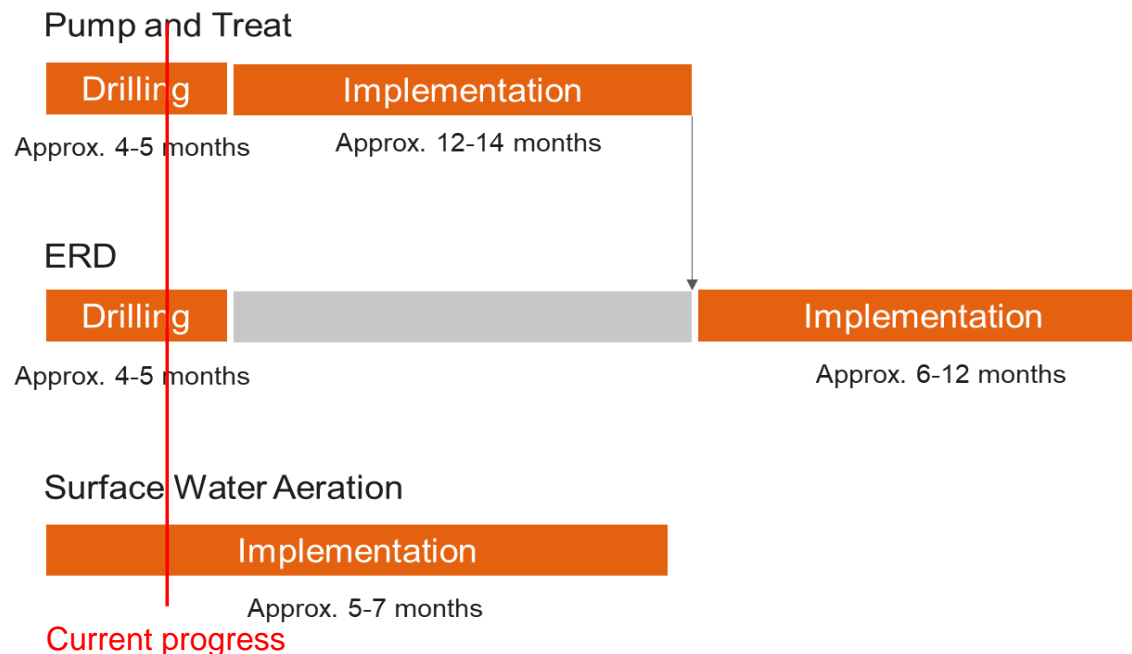 Pump and Treat
Drilling
Implementation
Approx. 4-5 months
Approx. 12-14 months
ERD
Drilling
Implementation
Approx. 4-5 months
Approx. 6-12 months
Surface Water Aeration
Implementation
Approx. 5-7 months
Current progress